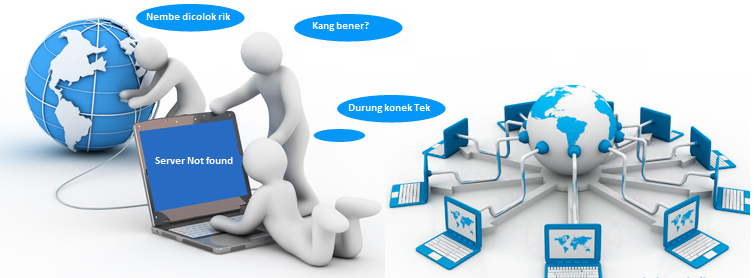 Nembe dicolok rik
Kang bener?
Durung konek Tek
Server Not found